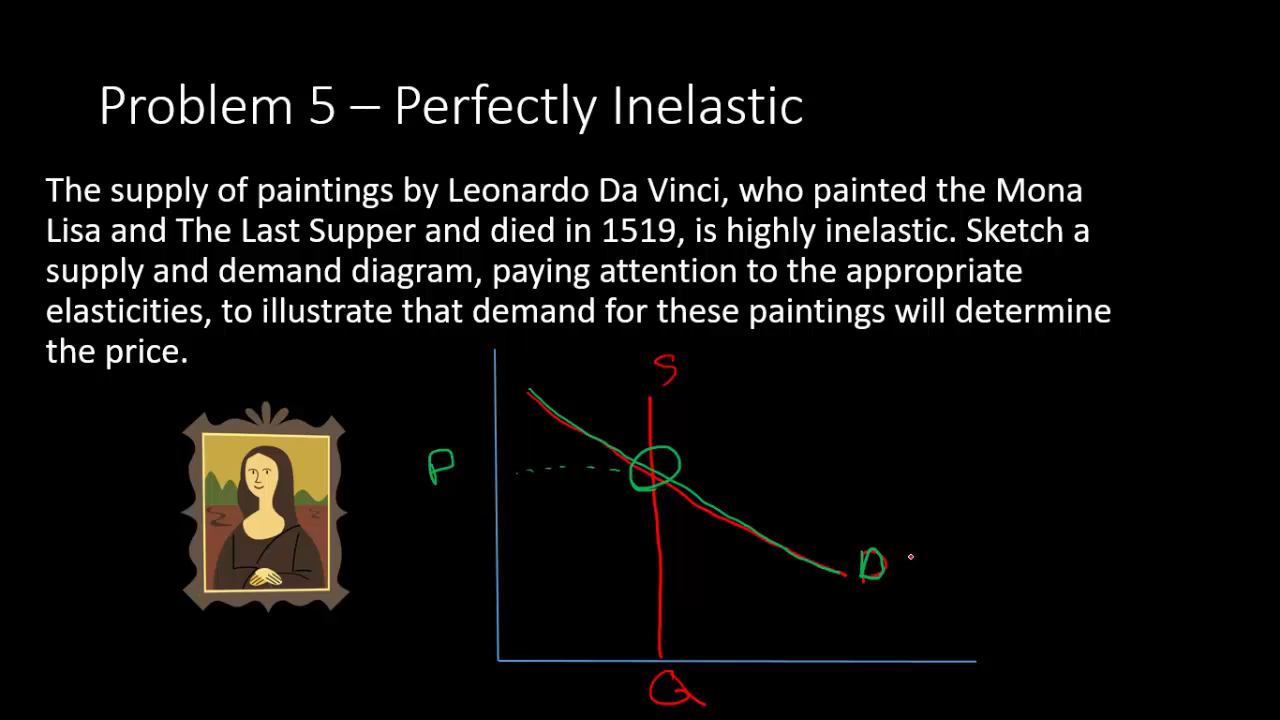 Problem 5 – Perfectly Inelastic
The supply of paintings by Leonardo Da Vinci, who painted the Mona
Lisa and The Last Supper and died in 1519, is highly inelastic. Sketch a
supply and demand diagram, paying attention to the appropriate
elasticities, to illustrate that demand for these paintings will determine
the price.
S
P
D
Q